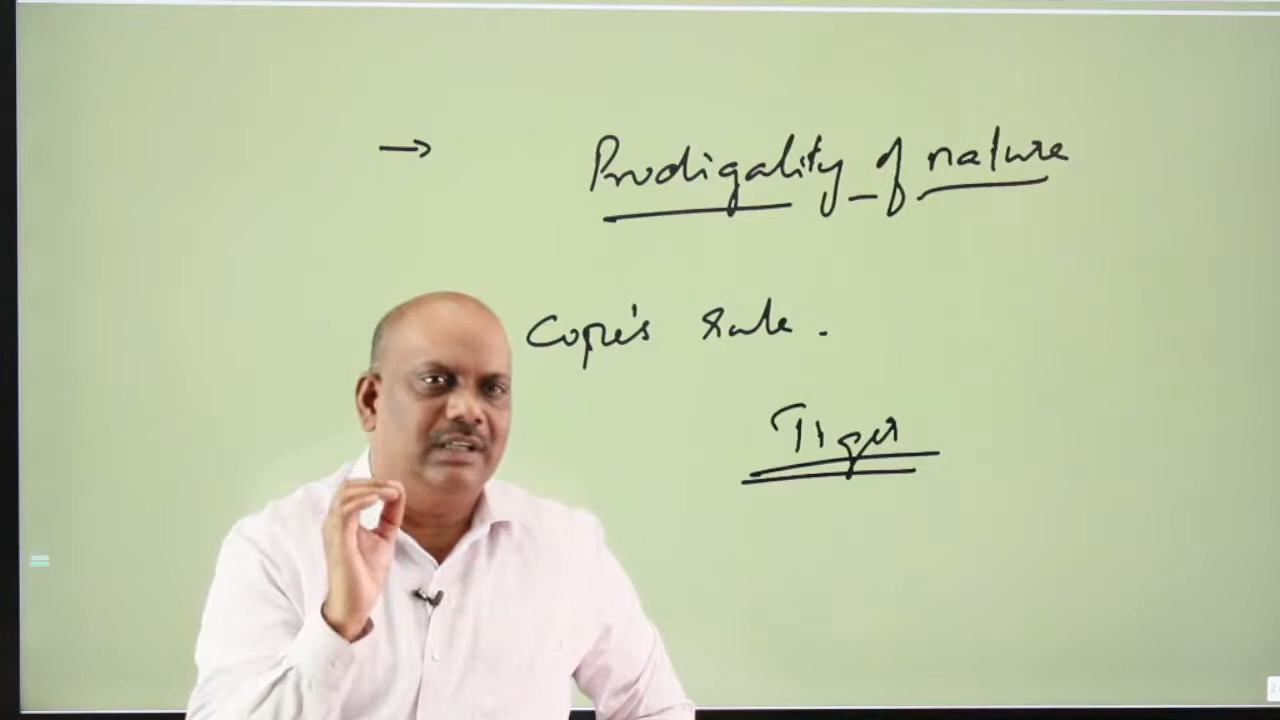 → Prodigality of nature
Cope's rule.
Tiger